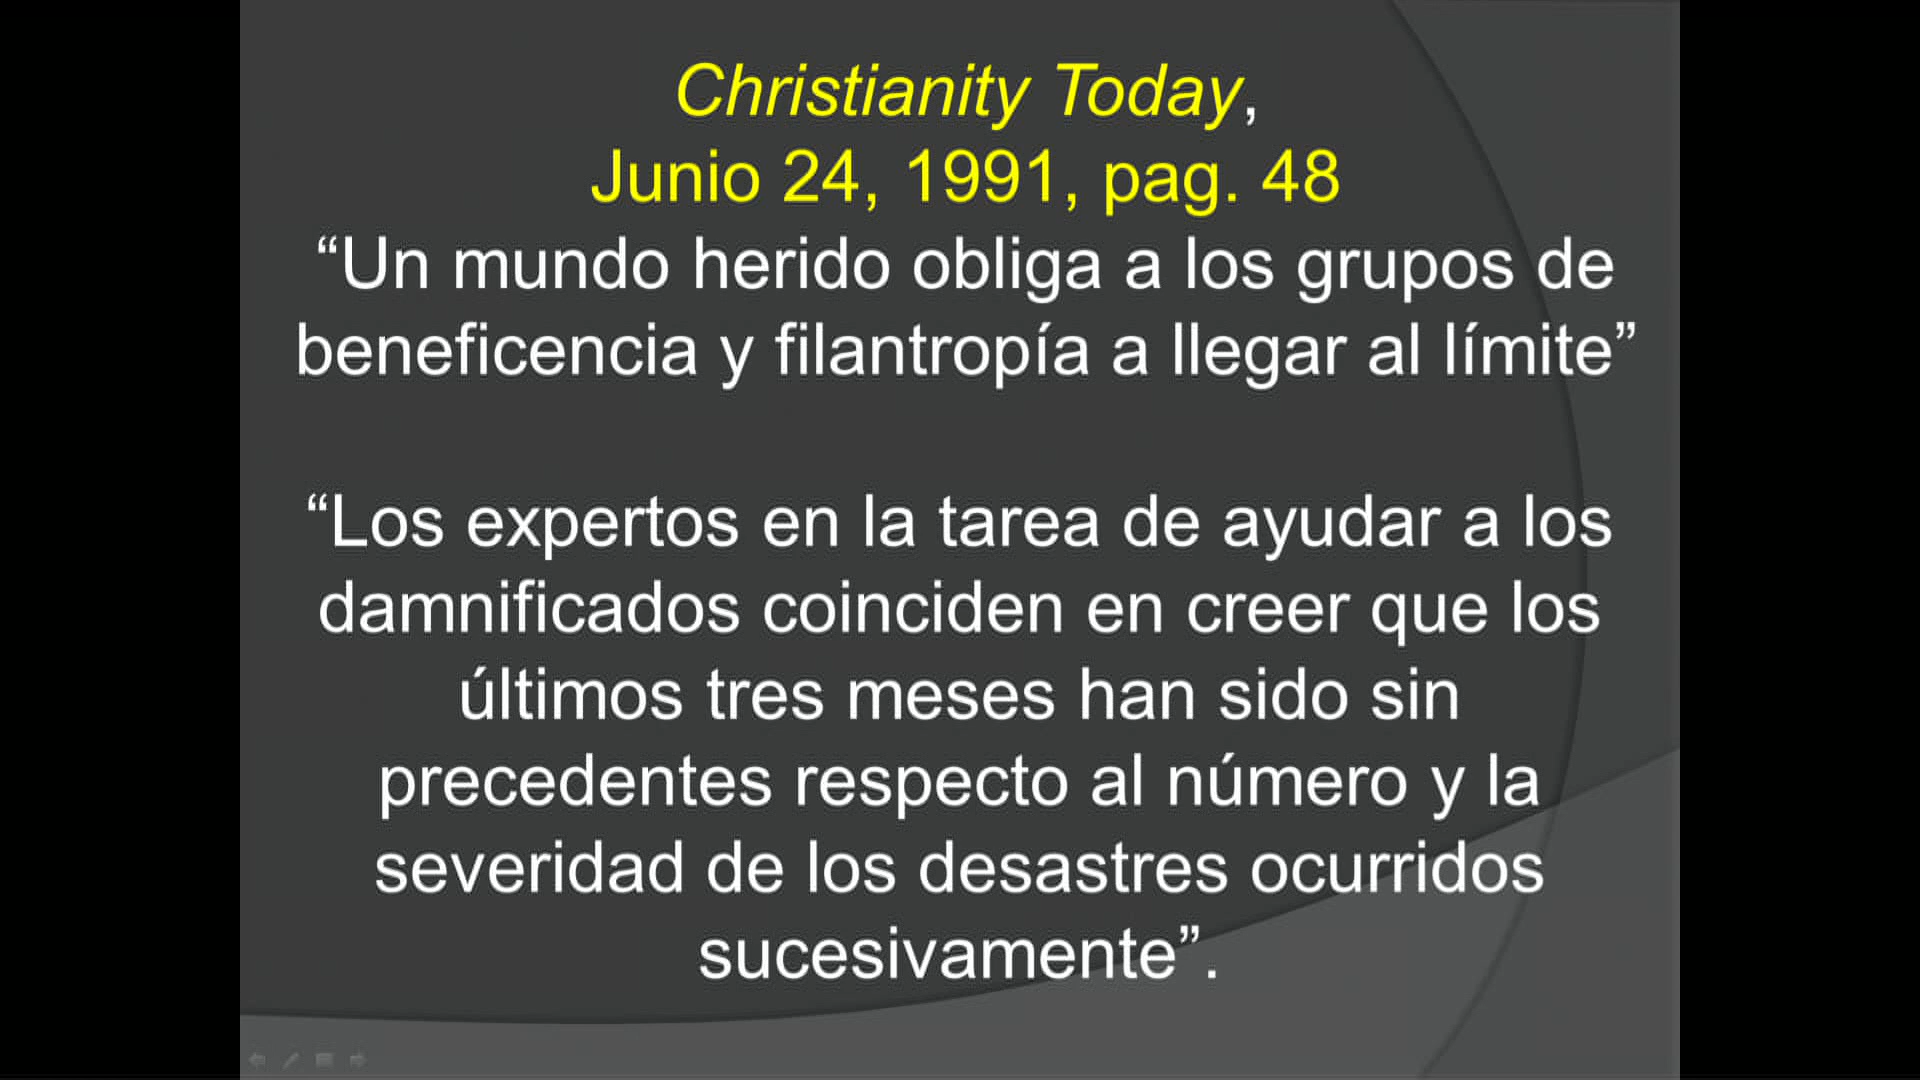 Christianity Today,
Junio 24, 1991, pag. 48
“Un mundo herido obliga a los grupos de
beneficencia y filantropía a llegar al límite”
“Los expertos en la tarea de ayudar a los
damnificados coinciden en creer que los
últimos tres meses han sido sin
precedentes respecto al número y la
severidad de los desastres ocurridos
sucesivamente”.